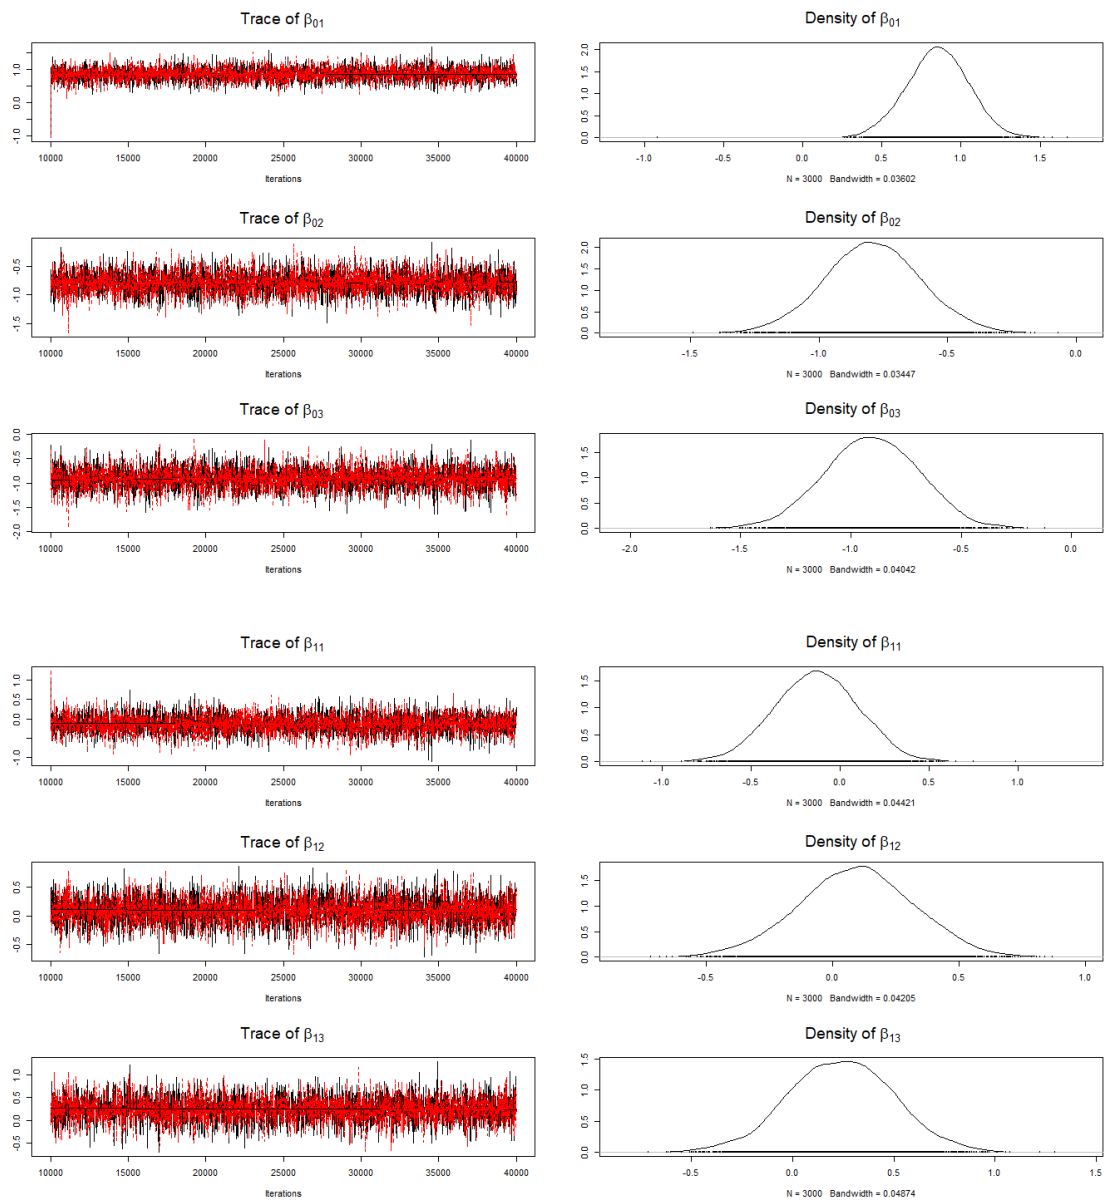 Trace of β01
Density of β01
-1.0 0.0 1.0
10000 15000 20000 25000 30000 35000 40000
Iterations
0.0 0.5 1.0 1.5 2.0
-1.0 -0.5 0.0 0.5 1.0 1.5
N = 3000 Bandwidth = 0.03602
Trace of β02
Density of β02
-1.5 -1.0 -0.5
10000 15000 20000 25000 30000 35000 40000
Iterations
0.0 0.5 1.0 1.5 2.0
-1.5 -1.0 -0.5 0.0
N = 3000 Bandwidth = 0.03447
Trace of β03
Density of β03
-2.0 -1.5 -1.0 -0.5 0.0
10000 15000 20000 25000 30000 35000 40000
Iterations
0.0 0.5 1.0 1.5
-2.0 -1.5 -1.0 -0.5 0.0
N = 3000 Bandwidth = 0.04042
Trace of β11
Density of β11
-1.0 0.0 0.5 1.0
10000 15000 20000 25000 30000 35000 40000
Iterations
0.0 0.5 1.0 1.5
-1.0 -0.5 0.0 0.5 1.0
N = 3000 Bandwidth = 0.04421
Trace of β12
Density of β12
-0.5 0.0 0.5
10000 15000 20000 25000 30000 35000 40000
Iterations
0.0 0.5 1.0 1.5
-0.5 0.0 0.5 1.0
N = 3000 Bandwidth = 0.04205
Trace of β13
Density of β13
-0.5 0.0 0.5 1.0
10000 15000 20000 25000 30000 35000 40000
Iterations
0.0 0.5 1.0 1.5
-0.5 0.0 0.5 1.0 1.5
N = 3000 Bandwidth = 0.04874